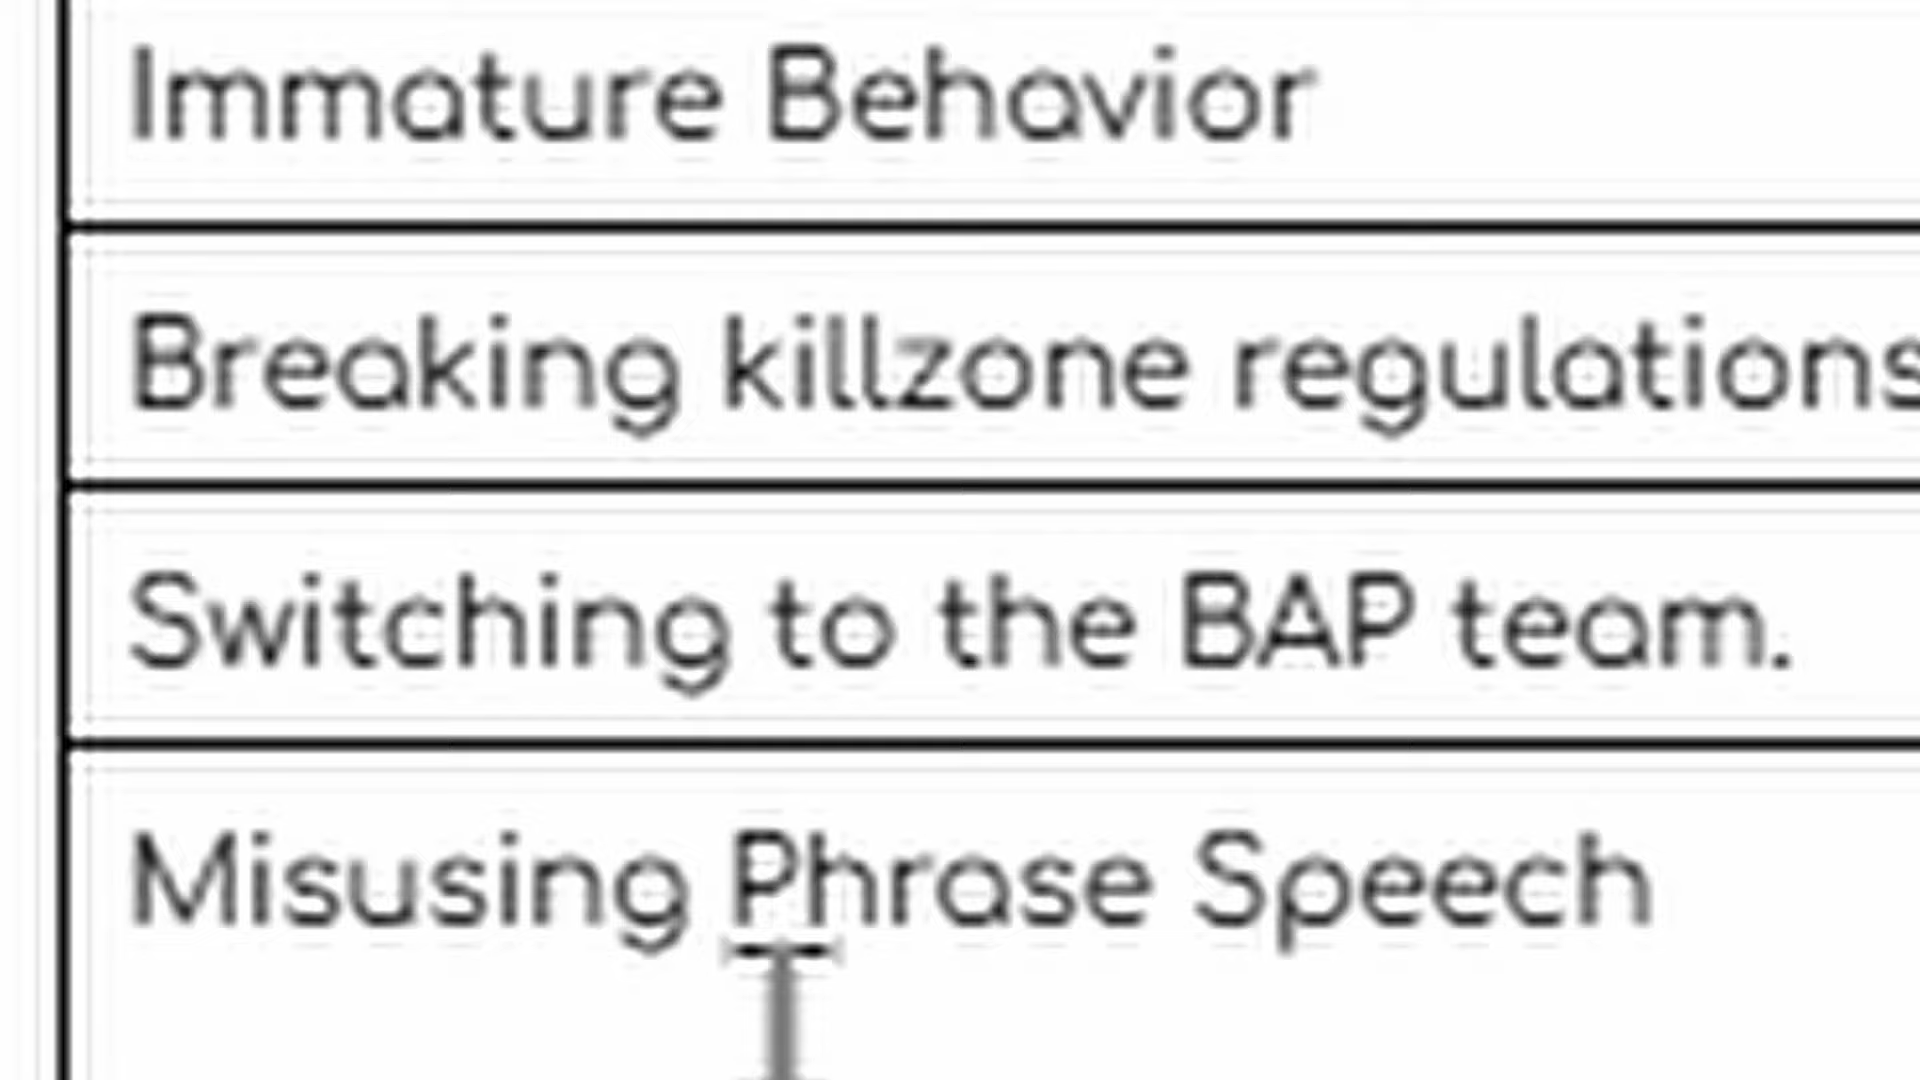 Immature Behavior
Breaking killzone regulations
Switching to the BAP team.
Misusing Phrase Speech